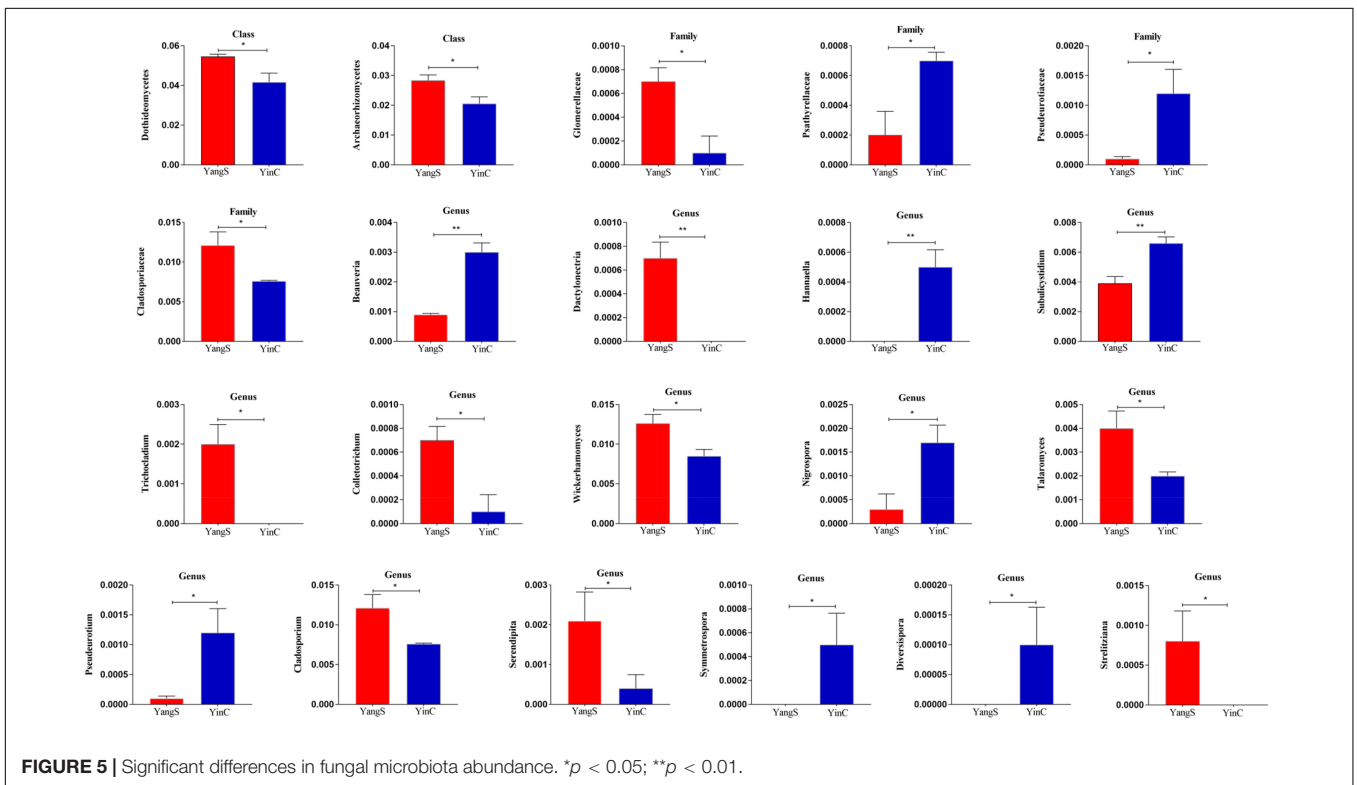 Class
*
Dothideomycetes
0.06
0.04
0.02
0.00
YangS YinC
Class
*
Archaeorhizomycetes
0.04
0.03
0.02
0.01
0.00
YangS YinC
Family
*
Glomerellaceae
0.0010
0.0008
0.0006
0.0004
0.0002
0.0000
YangS YinC
Family
*
Psathyrellaceae
0.0008
0.0006
0.0004
0.0002
0.0000
YangS YinC
Family
*
Pseudeurotiaceae
0.0020
0.0015
0.0010
0.0005
0.0000
YangS YinC
Family
*
Cladosporiaceae
0.015
0.010
0.005
0.000
YangS YinC
Genus
**
Beauveria
0.004
0.003
0.002
0.001
0.000
YangS YinC
Genus
**
Dactylonectria
0.0010
0.0008
0.0006
0.0004
0.0002
0.0000
YangS YinC
Genus
**
Hannaella
0.0008
0.0006
0.0004
0.0002
0.0000
YangS YinC
Genus
**
Subulicystidium
0.008
0.006
0.004
0.002
0.000
YangS YinC
Genus
*
Trichocladium
0.003
0.002
0.001
0.000
YangS YinC
Genus
*
Colletotrichum
0.0010
0.0008
0.0006
0.0004
0.0002
0.0000
YangS YinC
Genus
*
Wickerhamomyces
0.015
0.010
0.005
0.000
YangS YinC
Genus
*
Nigrospora
0.0025
0.0020
0.0015
0.0010
0.0005
0.0000
YangS YinC
Genus
*
Talaromyces
0.005
0.004
0.003
0.002
0.001
0.000
YangS YinC
Genus
*
Pseudeurotium
0.0020
0.0015
0.0010
0.0005
0.0000
YangS YinC
Genus
*
Cladosporium
0.015
0.010
0.005
0.000
YangS YinC
Genus
*
Serendipita
0.003
0.002
0.001
0.000
YangS YinC
Genus
*
Symmetrospora
0.0010
0.0008
0.0006
0.0004
0.0002
0.0000
YangS YinC
Genus
*
Diversispora
0.00020
0.00015
0.00010
0.00005
0.00000
YangS YinC
Genus
*
Strelitziana
0.0015
0.0010
0.0005
0.0000
YangS YinC
FIGURE 5 | Significant differences in fungal microbiota abundance. *p < 0.05; **p < 0.01.